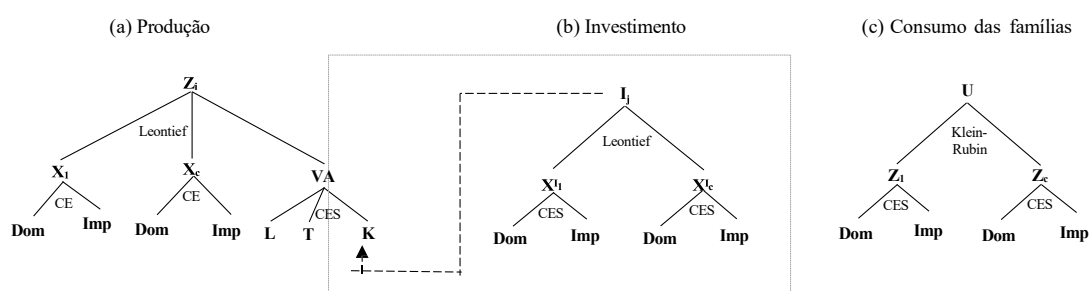 (a) Produção (b) Investimento (c) Consumo das famílias
Zi Ij U
Leontief Leontief Klein-
Rubin
X1 Xc VA XI1 XIc Z1 Zc
CE CE CES CES CES CES CES
Dom Imp Dom Imp L T K Dom Imp Dom Imp Dom Imp Dom Imp